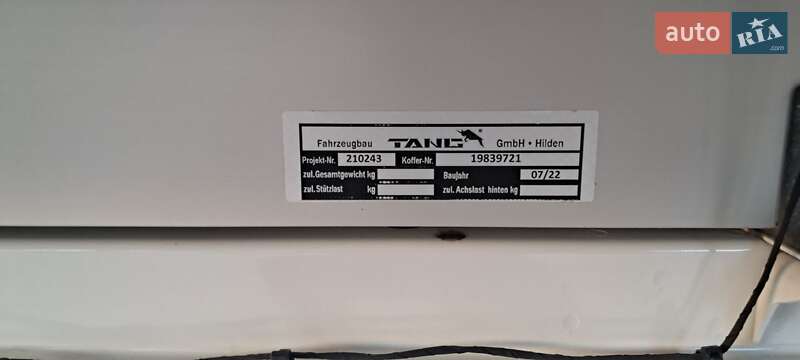 auto RIA .com
Fahrzeugbau TANG GmbH • Hilden
Projekt-Nr. 210243 Koffer-Nr. 19839721
zul.Gesamtgewicht kg Baujahr 07/22
zul. Stützlast kg zul. Achslast hinten kg